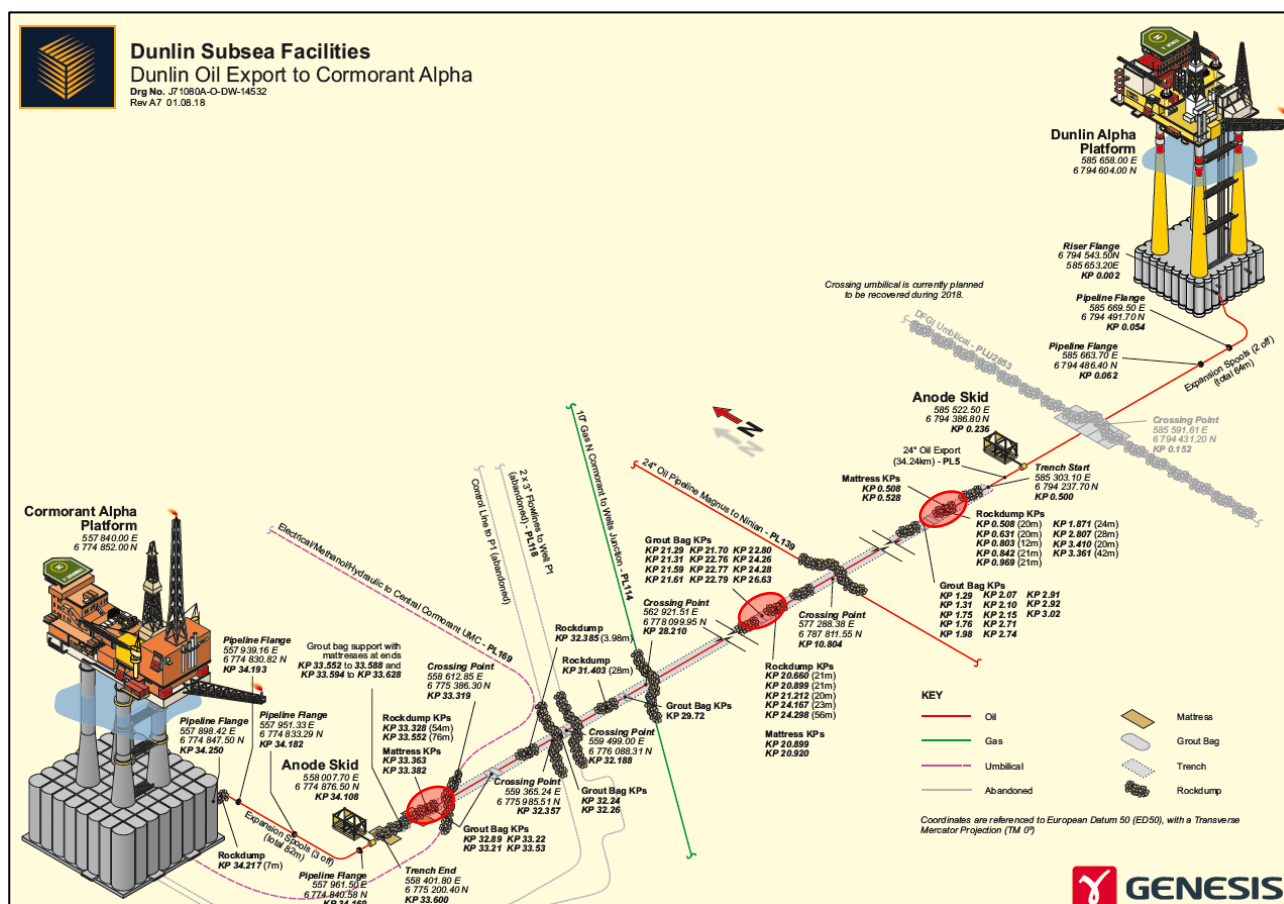 Dunlin Subsea Facilities
Dunlin Oil Export to Cormorant Alpha
Drg No. J71080A-O-DW-14532
Rev A7 01.08.18
Dunlin Alpha
Platform
585 658.00 E
6 794 604.00 N
Riser Flange
6 794 543.50N
585 653.20E
KP 0.002
Crossing umbilical is currently planned
to be recovered during 2018.
Pipeline Flange
585 669.50 E
6 794 491.70 N
KP 0.054
DFGI Umbilical - PLU2853
Pipeline Flange
585 663.70 E
6 794 486.40 N
KP 0.062
Expansion Spools (2 off)
(total 64m)
Anode Skid
585 522.50 E
6 794 386.80 N
KP 0.236
Crossing Point
585 591.61 E
6 794 431.20 N
KP 0.152
N
N
24" Oil Export
(34.24km) - PL5
Trench Start
585 303.10 E
6 794 237.70 N
KP 0.500
Mattress KPs
KP 0.508
KP 0.528
Rockdump KPs
KP 0.508 (20m) KP 1.871 (24m)
KP 0.631 (20m) KP 2.807 (28m)
KP 0.803 (12m) KP 3.410 (20m)
KP 0.842 (21m) KP 3.361 (42m)
KP 0.969 (21m)
Grout Bag KPs
KP 1.29 KP 2.07 KP 2.91
KP 1.31 KP 2.10 KP 2.92
KP 1.75 KP 2.15 KP 3.02
KP 1.76 KP 2.71
KP 1.98 KP 2.74
24" Oil Pipeline Magnus to Ninian - PL139
10" Gas N Cormorant to Wells Junction - PL114
2 x 3" Flowlines to Well P1
(abandoned) - PL118
Control Line to P1 (abandoned)
Electrical/Methanol/Hydraulic to Central Cormorant UMC - PL169
Grout Bag KPs
KP 21.29 KP 21.70 KP 22.80
KP 21.31 KP 22.76 KP 24.26
KP 21.59 KP 22.77 KP 24.28
KP 21.61 KP 22.79 KP 26.63
Crossing Point
562 921.51 E
6 778 099.95 N
KP 28.210
Crossing Point
577 288.38 E
6 787 811.55 N
KP 10.804
Rockdump
KP 32.385 (3.98m)
Rockdump
KP 31.403 (28m)
Rockdump KPs
KP 20.660 (21m)
KP 20.899 (21m)
KP 21.212 (20m)
KP 24.167 (23m)
KP 24.298 (56m)
Mattress KPs
KP 20.899
KP 20.920
Grout Bag KPs
KP 29.72
Crossing Point
559 499.00 E
6 776 088.31 N
KP 32.188
Crossing Point
559 365.24 E
6 775 985.51 N
KP 32.357
Grout Bag KPs
KP 32.24
KP 32.26
Cormorant Alpha
Platform
557 840.00 E
6 774 852.00 N
Pipeline Flange
557 939.16 E
6 774 830.82 N
KP 34.193
Grout bag support with
mattresses at ends
KP 33.552 to 33.588 and
KP 33.594 to KP 33.628
Crossing Point
558 612.85 E
6 775 386.30 N
KP 33.319
Pipeline Flange
557 951.33 E
6 774 833.29 N
KP 34.182
Pipeline Flange
557 898.42 E
6 774 847.50 N
KP 34.250
Rockdump KPs
KP 33.328 (54m)
KP 33.552 (76m)
Mattress KPs
KP 33.363
KP 33.382
Anode Skid
558 007.70 E
6 774 876.50 N
KP 34.108
Grout Bag KPs
KP 32.89 KP 33.22
KP 33.21 KP 33.53
Expansion Spools (3 off)
(total 82m)
Rockdump
KP 34.217 (7m)
Pipeline Flange
557 961.50 E
6 774 840.58 N
KP 34.169
Trench End
558 401.80 E
6 775 200.40 N
KP 33.600
KEY
Oil
Gas
Umbilical
Abandoned
Mattress
Grout Bag
Trench
Rockdump
Coordinates are referenced to European Datum 50 (ED50), with a Transverse
Mercator Projection (TM 0º)
GENESIS